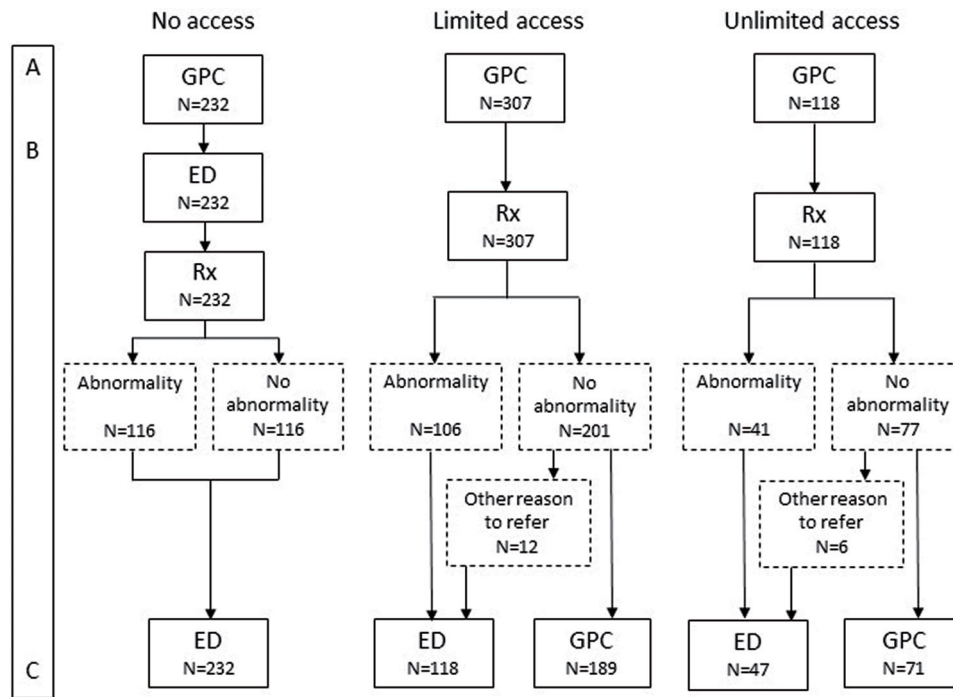 No access
Limited access
Unlimited access
A
GPC
N=232
GPC
N=307
GPC
N=118
B
ED
N=232
Rx
N=307
Rx
N=118
Rx
N=232
Abnormality
N=116
No
abnormality
N=116
Abnormality
N=106
No
abnormality
N=201
Abnormality
N=41
No
abnormality
N=77
Other reason
to refer
N=12
Other reason
to refer
N=6
C
ED
N=232
ED
N=118
GPC
N=189
ED
N=47
GPC
N=71